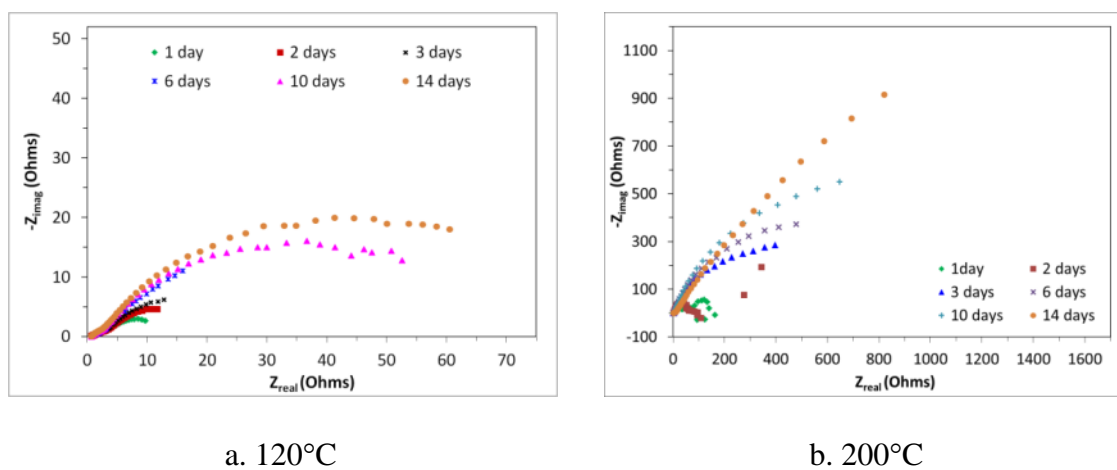 50
40
30
20
10
0
-Zimag (Ohms)
1 day
2 days
3 days
6 days
10 days
14 days
0 10 20 30 40 50 60 70
Zreal (Ohms)
1100
900
700
500
300
100
-100
-Zimag (Ohms)
1day
2 days
3 days
6 days
10 days
14 days
0 200 400 600 800 1000 1200 1400 1600
Zreal (Ohms)
a. 120°C
b. 200°C